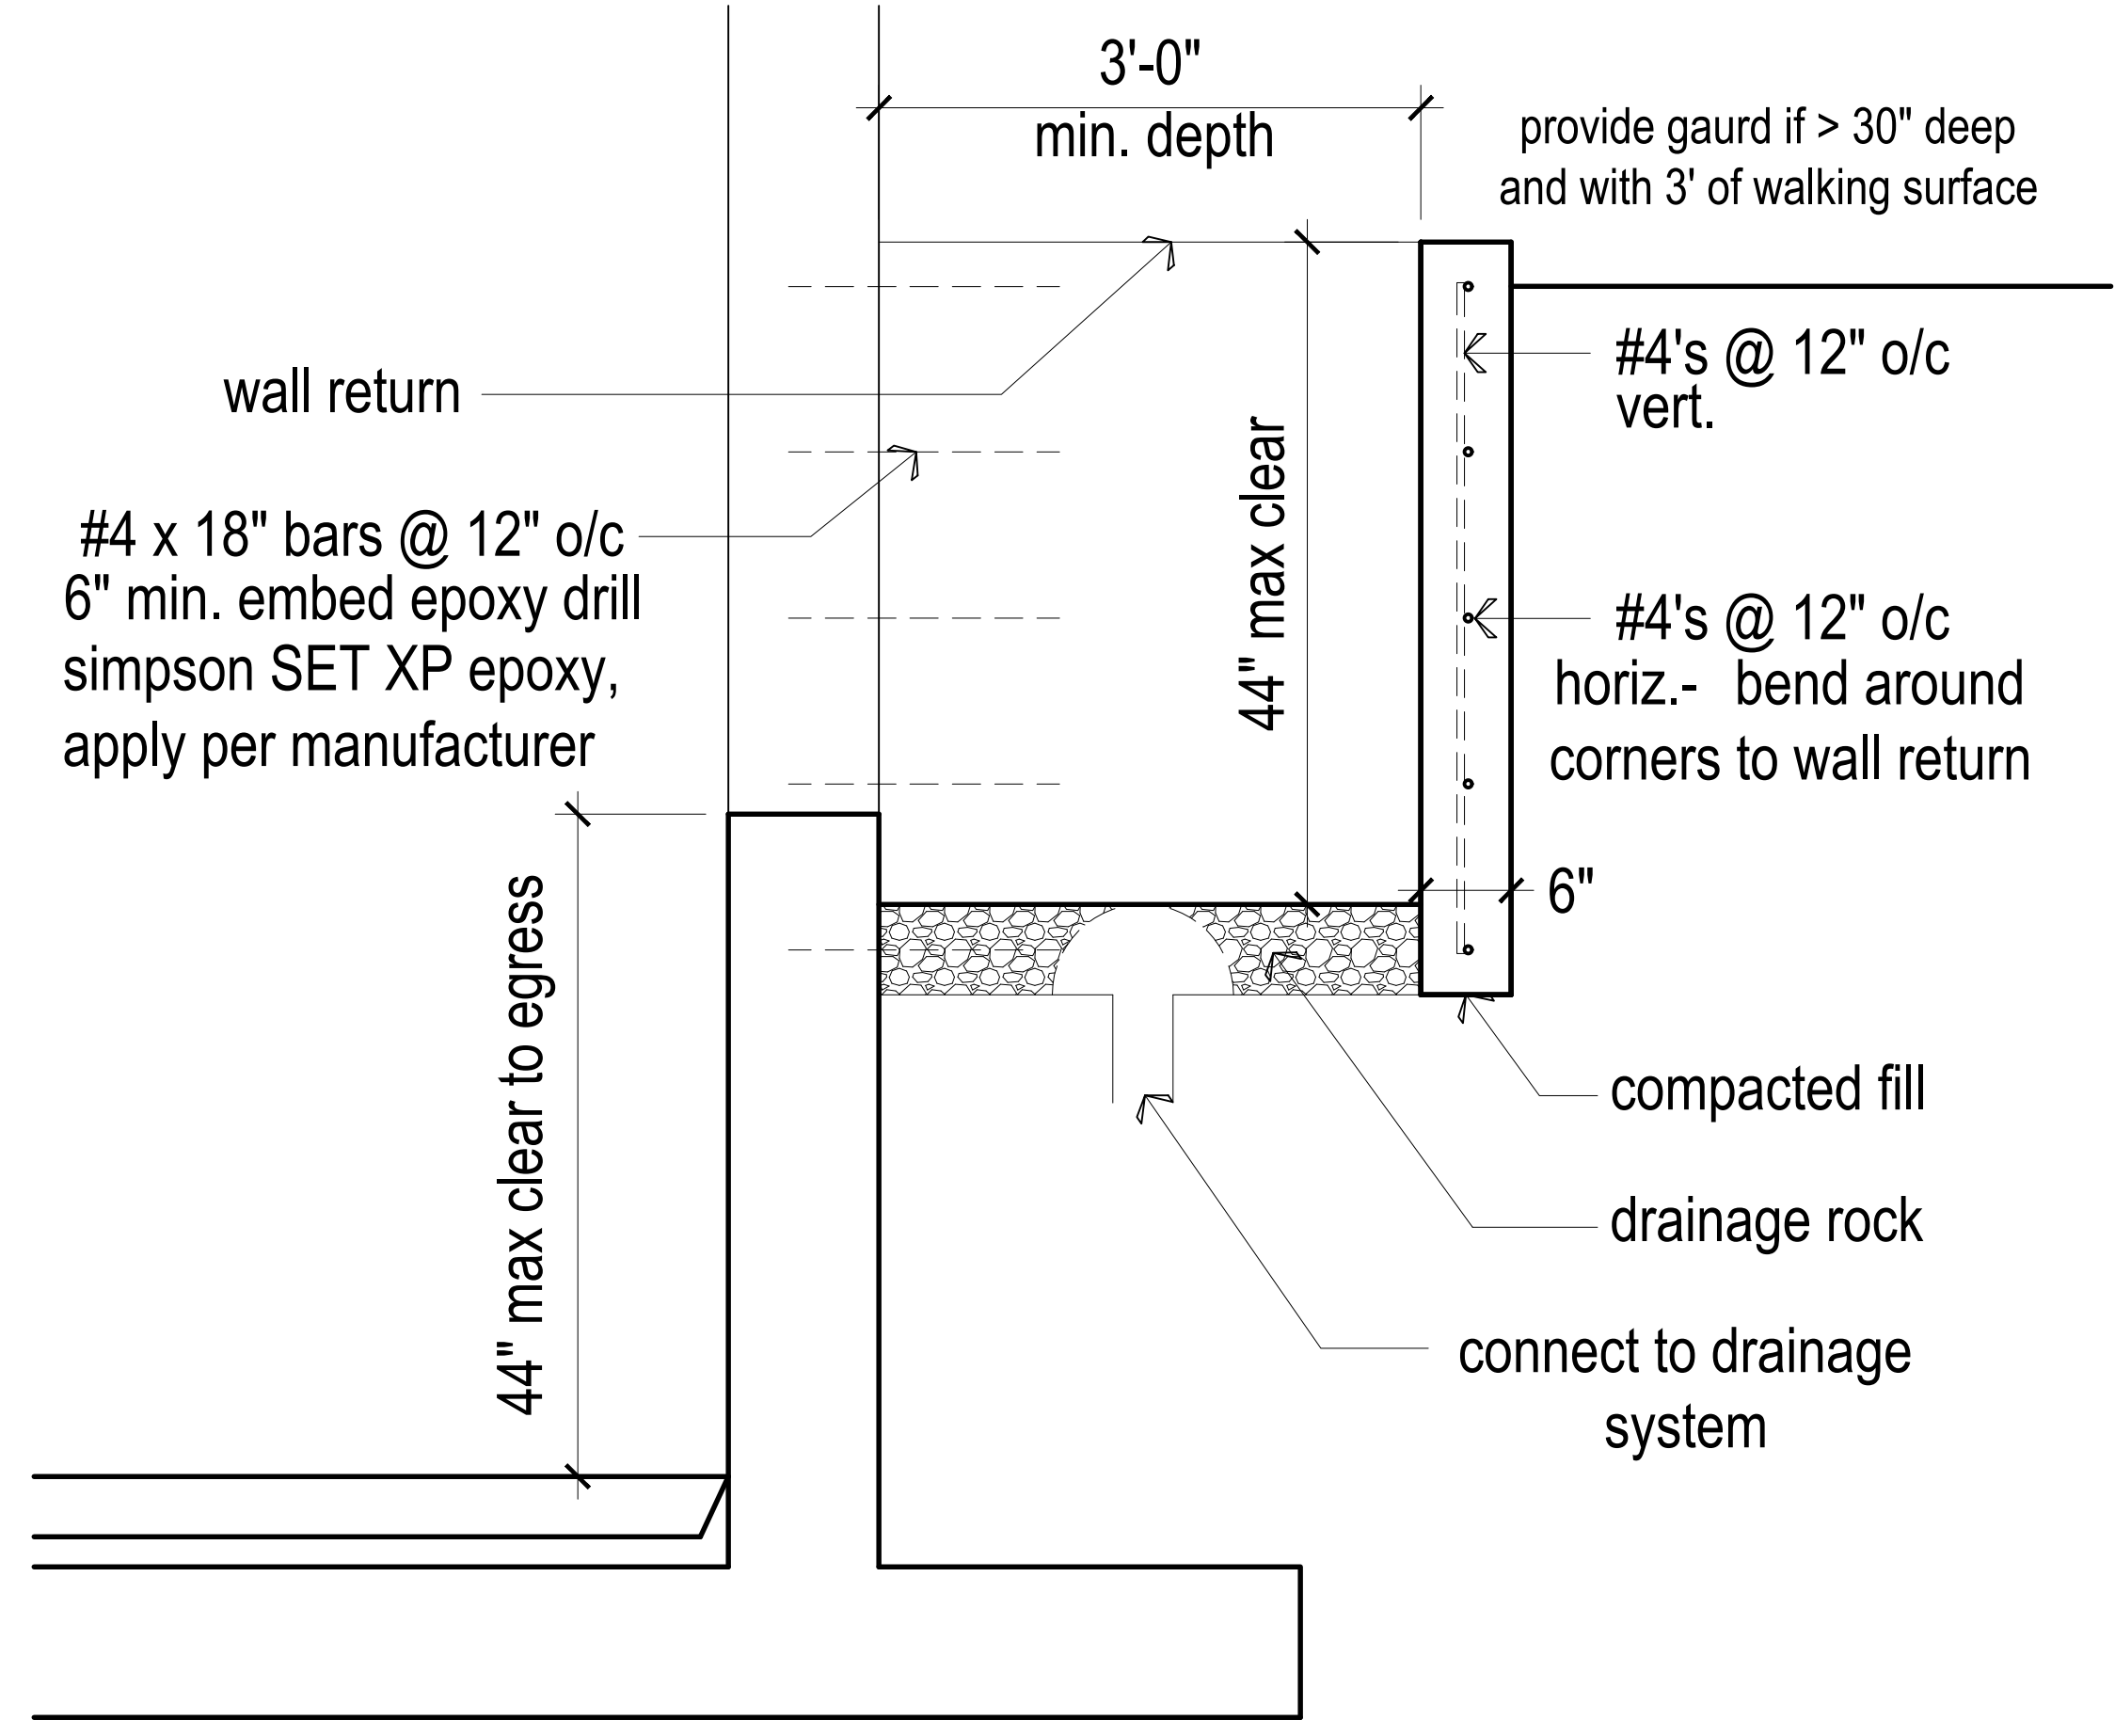 3'-0"
min. depth
provide gaurd if > 30" deep
and with 3' of walking surface
wall return
#4's @ 12" o/c
vert.
#4 x 18" bars @ 12" o/c
6" min. embed epoxy drill
simpson SET XP epoxy,
apply per manufacturer
44" max clear
#4's @ 12" o/c
horiz.- bend around
corners to wall return
6"
44" max clear to egress
compacted fill
drainage rock
connect to drainage
system